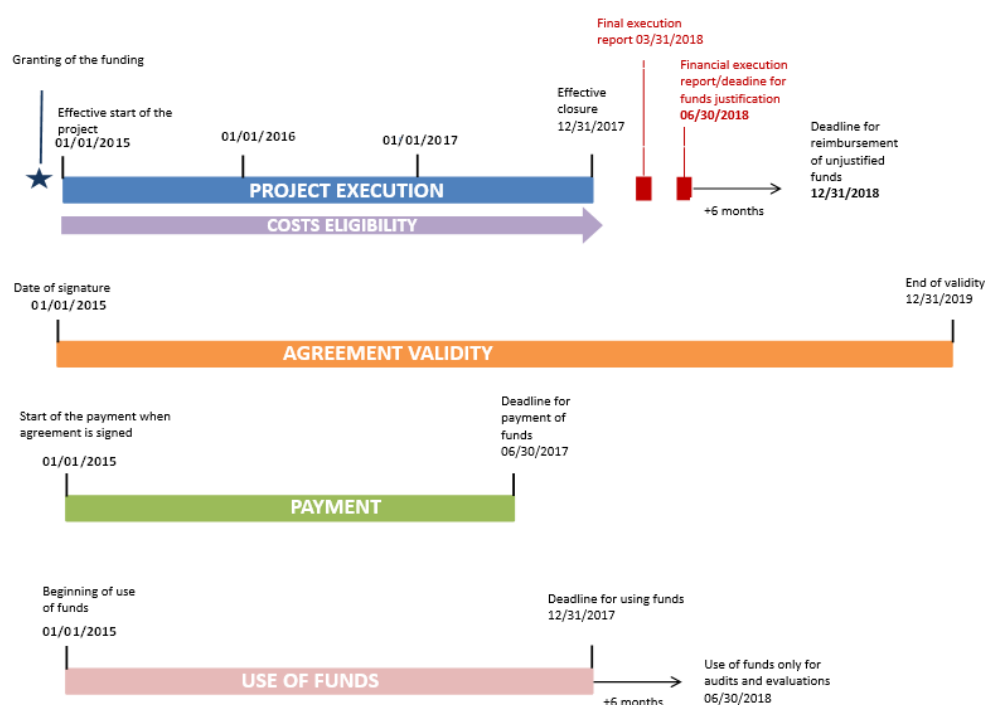 Final execution
report 03/31/2018
Granting of the funding
Financial execution
report/deadine for
funds justification
06/30/2018
Effective start of the
project
01/01/2015
01/01/2016
01/01/2017
Effective
closure
12/31/2017
Deadline for
reimbursement
of unjustified
funds
12/31/2018
PROJECT EXECUTION
+6 months
COSTS ELIGIBILITY
Date of signature
01/01/2015
End of validity
12/31/2019
AGREEMENT VALIDITY
Start of the payment when
agreement is signed
01/01/2015
Deadline for
payment of
funds
06/30/2017
PAYMENT
Beginning of use
of funds
01/01/2015
Deadline for using funds
12/31/2017
USE OF FUNDS
+6 months
Use of funds only for
audits and evaluations
06/30/2018